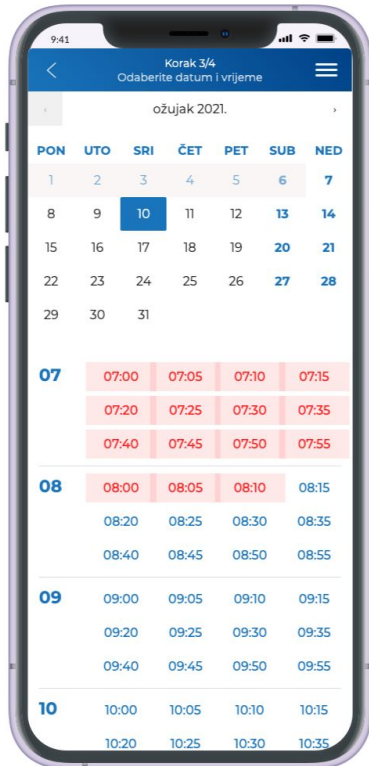 9:41
Korak 3/4
Odaberite datum i vrijeme
ožujak 2021.
PON UTO SRI ČET PET SUB NED
1 2 3 4 5 6 7
8 9 10 11 12 13 14
15 16 17 18 19 20 21
22 23 24 25 26 27 28
29 30 31
07 07:00 07:05 07:10 07:15
07:20 07:25 07:30 07:35
07:40 07:45 07:50 07:55
08 08:00 08:05 08:10 08:15
08:20 08:25 08:30 08:35
08:40 08:45 08:50 08:55
09 09:00 09:05 09:10 09:15
09:20 09:25 09:30 09:35
09:40 09:45 09:50 09:55
10 10:00 10:05 10:10 10:15
10:20 10:25 10:30 10:35